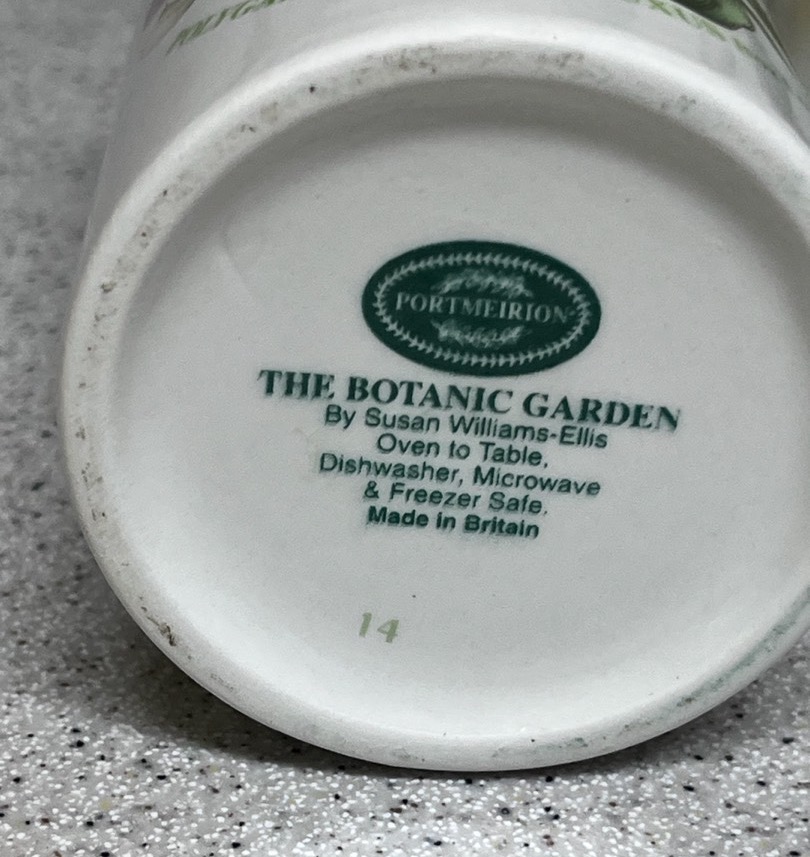 PORTMEIRION
THE BOTANIC GARDEN
By Susan Williams-Ellis
Oven to Table,
Dishwasher, Microwave
& Freezer Safe.
Made in Britain
14